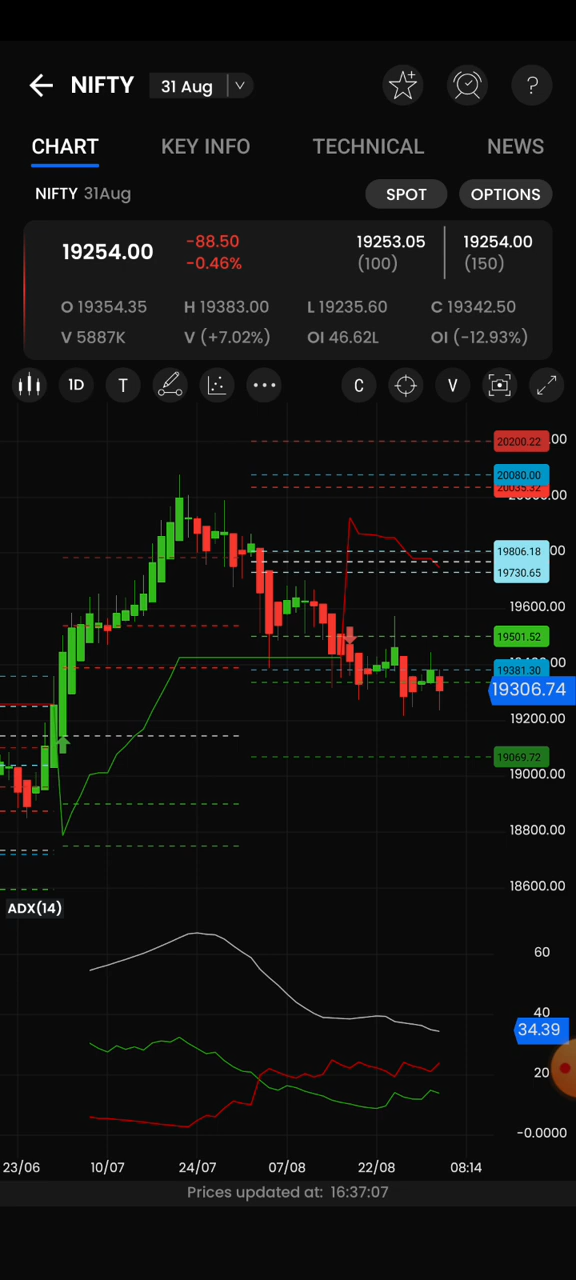 NIFTY 31 Aug
CHART KEY INFO TECHNICAL NEWS
NIFTY 31Aug SPOT OPTIONS
19254.00 -88.50 19253.05 19254.00
-0.46% (100) (150)
O 19354.35 H 19383.00 L 19235.60 C 19342.50
V 5887K V (+7.02%) OI 46.62L OI (-12.93%)
1D T C V
20200.22
20080.00
20035.32
19806.18
19730.65
19600.00
19501.52
19381.30
19306.74
19200.00
19069.72
19000.00
18800.00
18600.00
ADX(14)
60
40
34.39
20
-0.0000
23/06 10/07 24/07 07/08 22/08 08:14
Prices updated at: 16:37:07